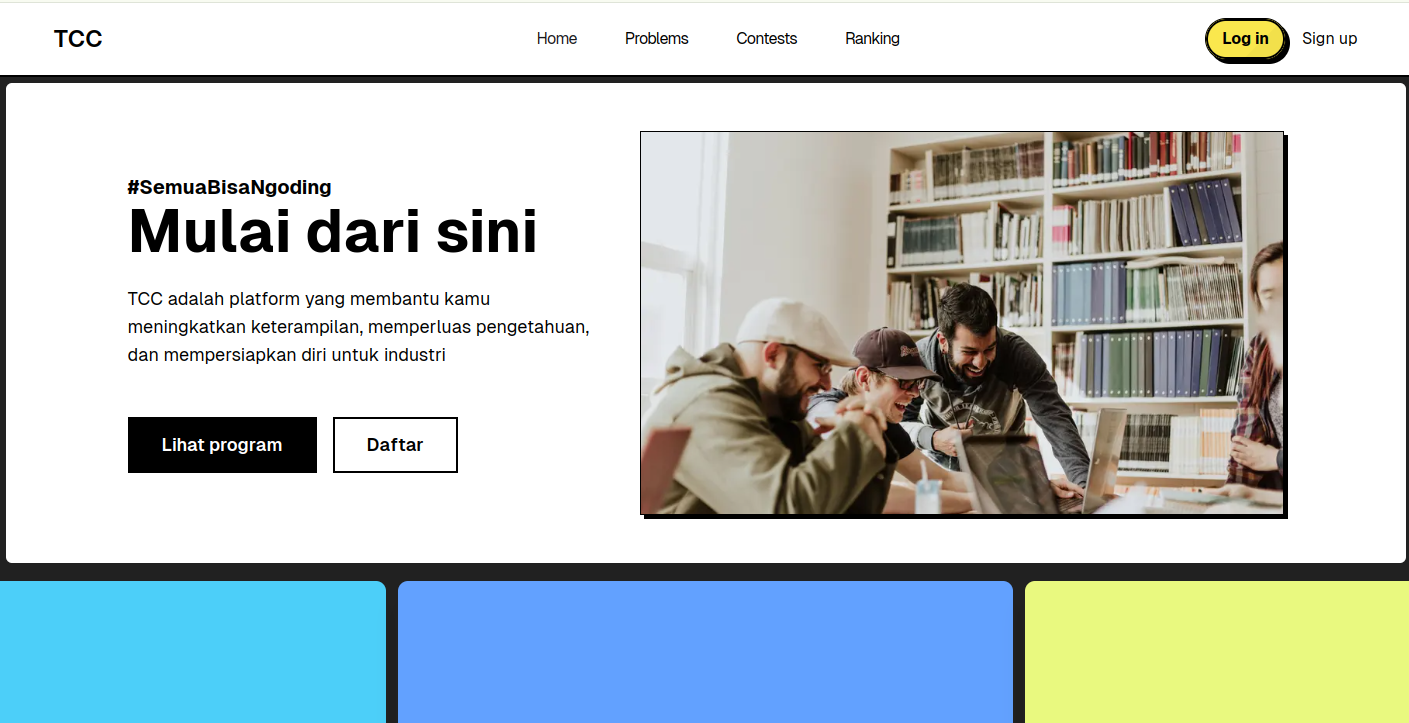 TCC
Home
Problems
Contests
Ranking
Log in
Sign up
#SemuaBisaNgoding
Mulai dari sini
TCC adalah platform yang membantu kamu
meningkatkan keterampilan, memperluas pengetahuan,
dan mempersiapkan diri untuk industri
Lihat program
Daftar